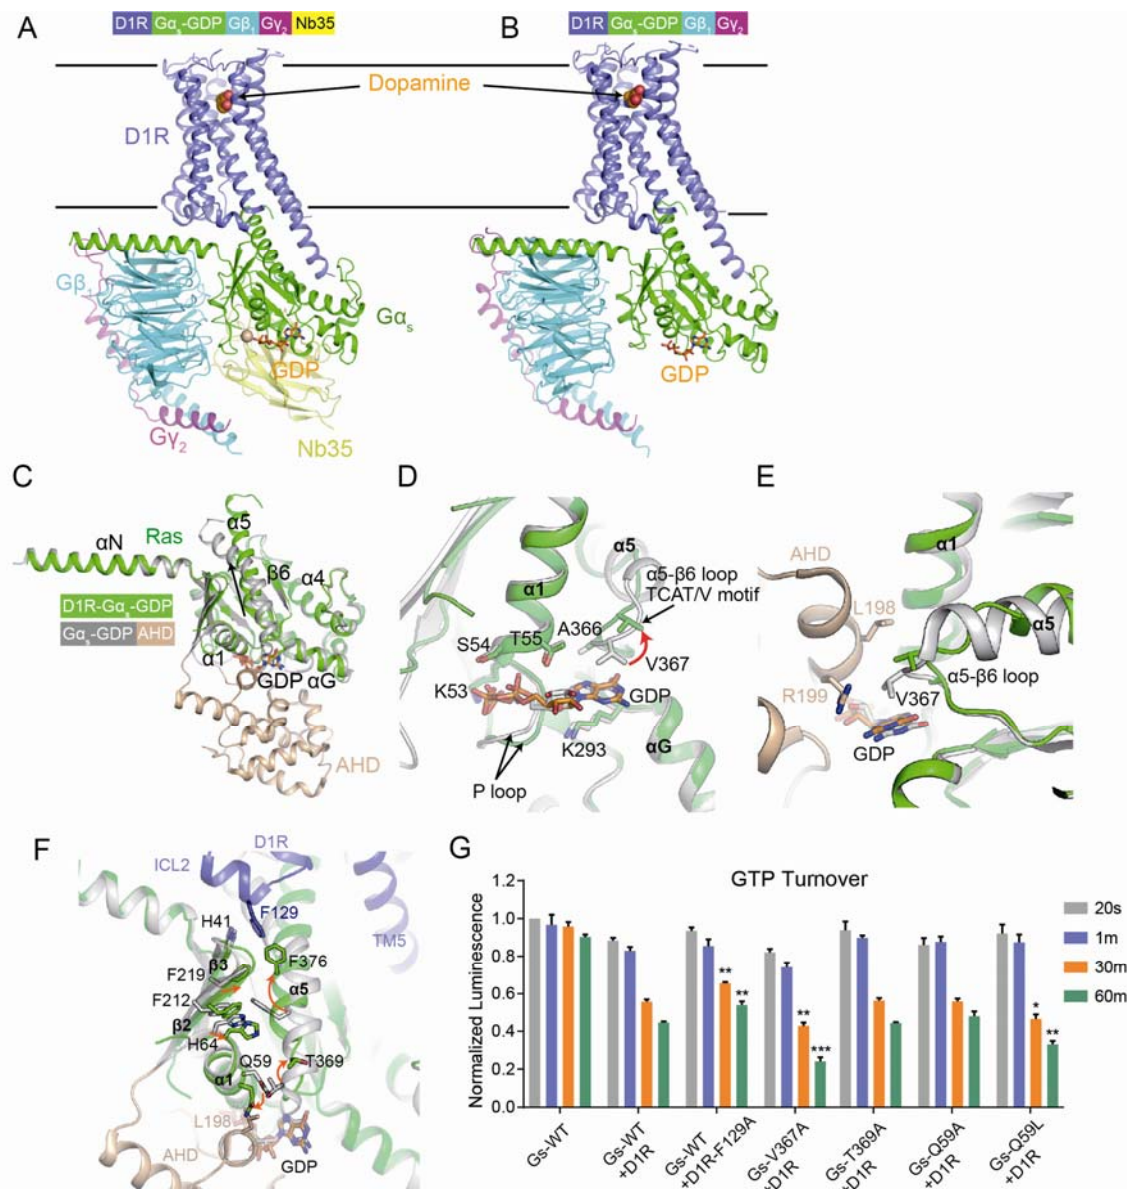 A
D1R Gαs-GDP Gβ1 Gγ2 Nb35
B
D1R Gαs-GDP Gβ1 Gγ2
Dopamine
D1R
Gβ1
Gαs
GDP
GDP
Gγ2
Nb35
C
αN
Ras
α5
β6
α4
D1R-Gαs-GDP
Gαs-GDP AHD
α1
GDP αG
AHD
D
α5
α1
α5-β6 loop
TCAT/V motif
S54
T55
A366
V367
K53
GDP
K293
αG
P loop
E
AHD
α1
L198
α5
α5-β6 loop
R199
V367
GDP
F
D1R
ICL2
F129
H41
TM5
β3
F219
F376
α5
F212
β2
H64
Q59
T369
α1
L198
AHD
GDP
G
GTP Turnover
Normalized Luminescence
1.2
1.0
0.8
0.6
0.4
0.2
0.0
** **
** ***
* **
20s
1m
30m
60m
Gs-WT
Gs-WT
+D1R
Gs-WT
+D1R-F129A
Gs-V367A
+D1R
Gs-T369A
+D1R
Gs-Q59A
+D1R
Gs-Q59L
+D1R